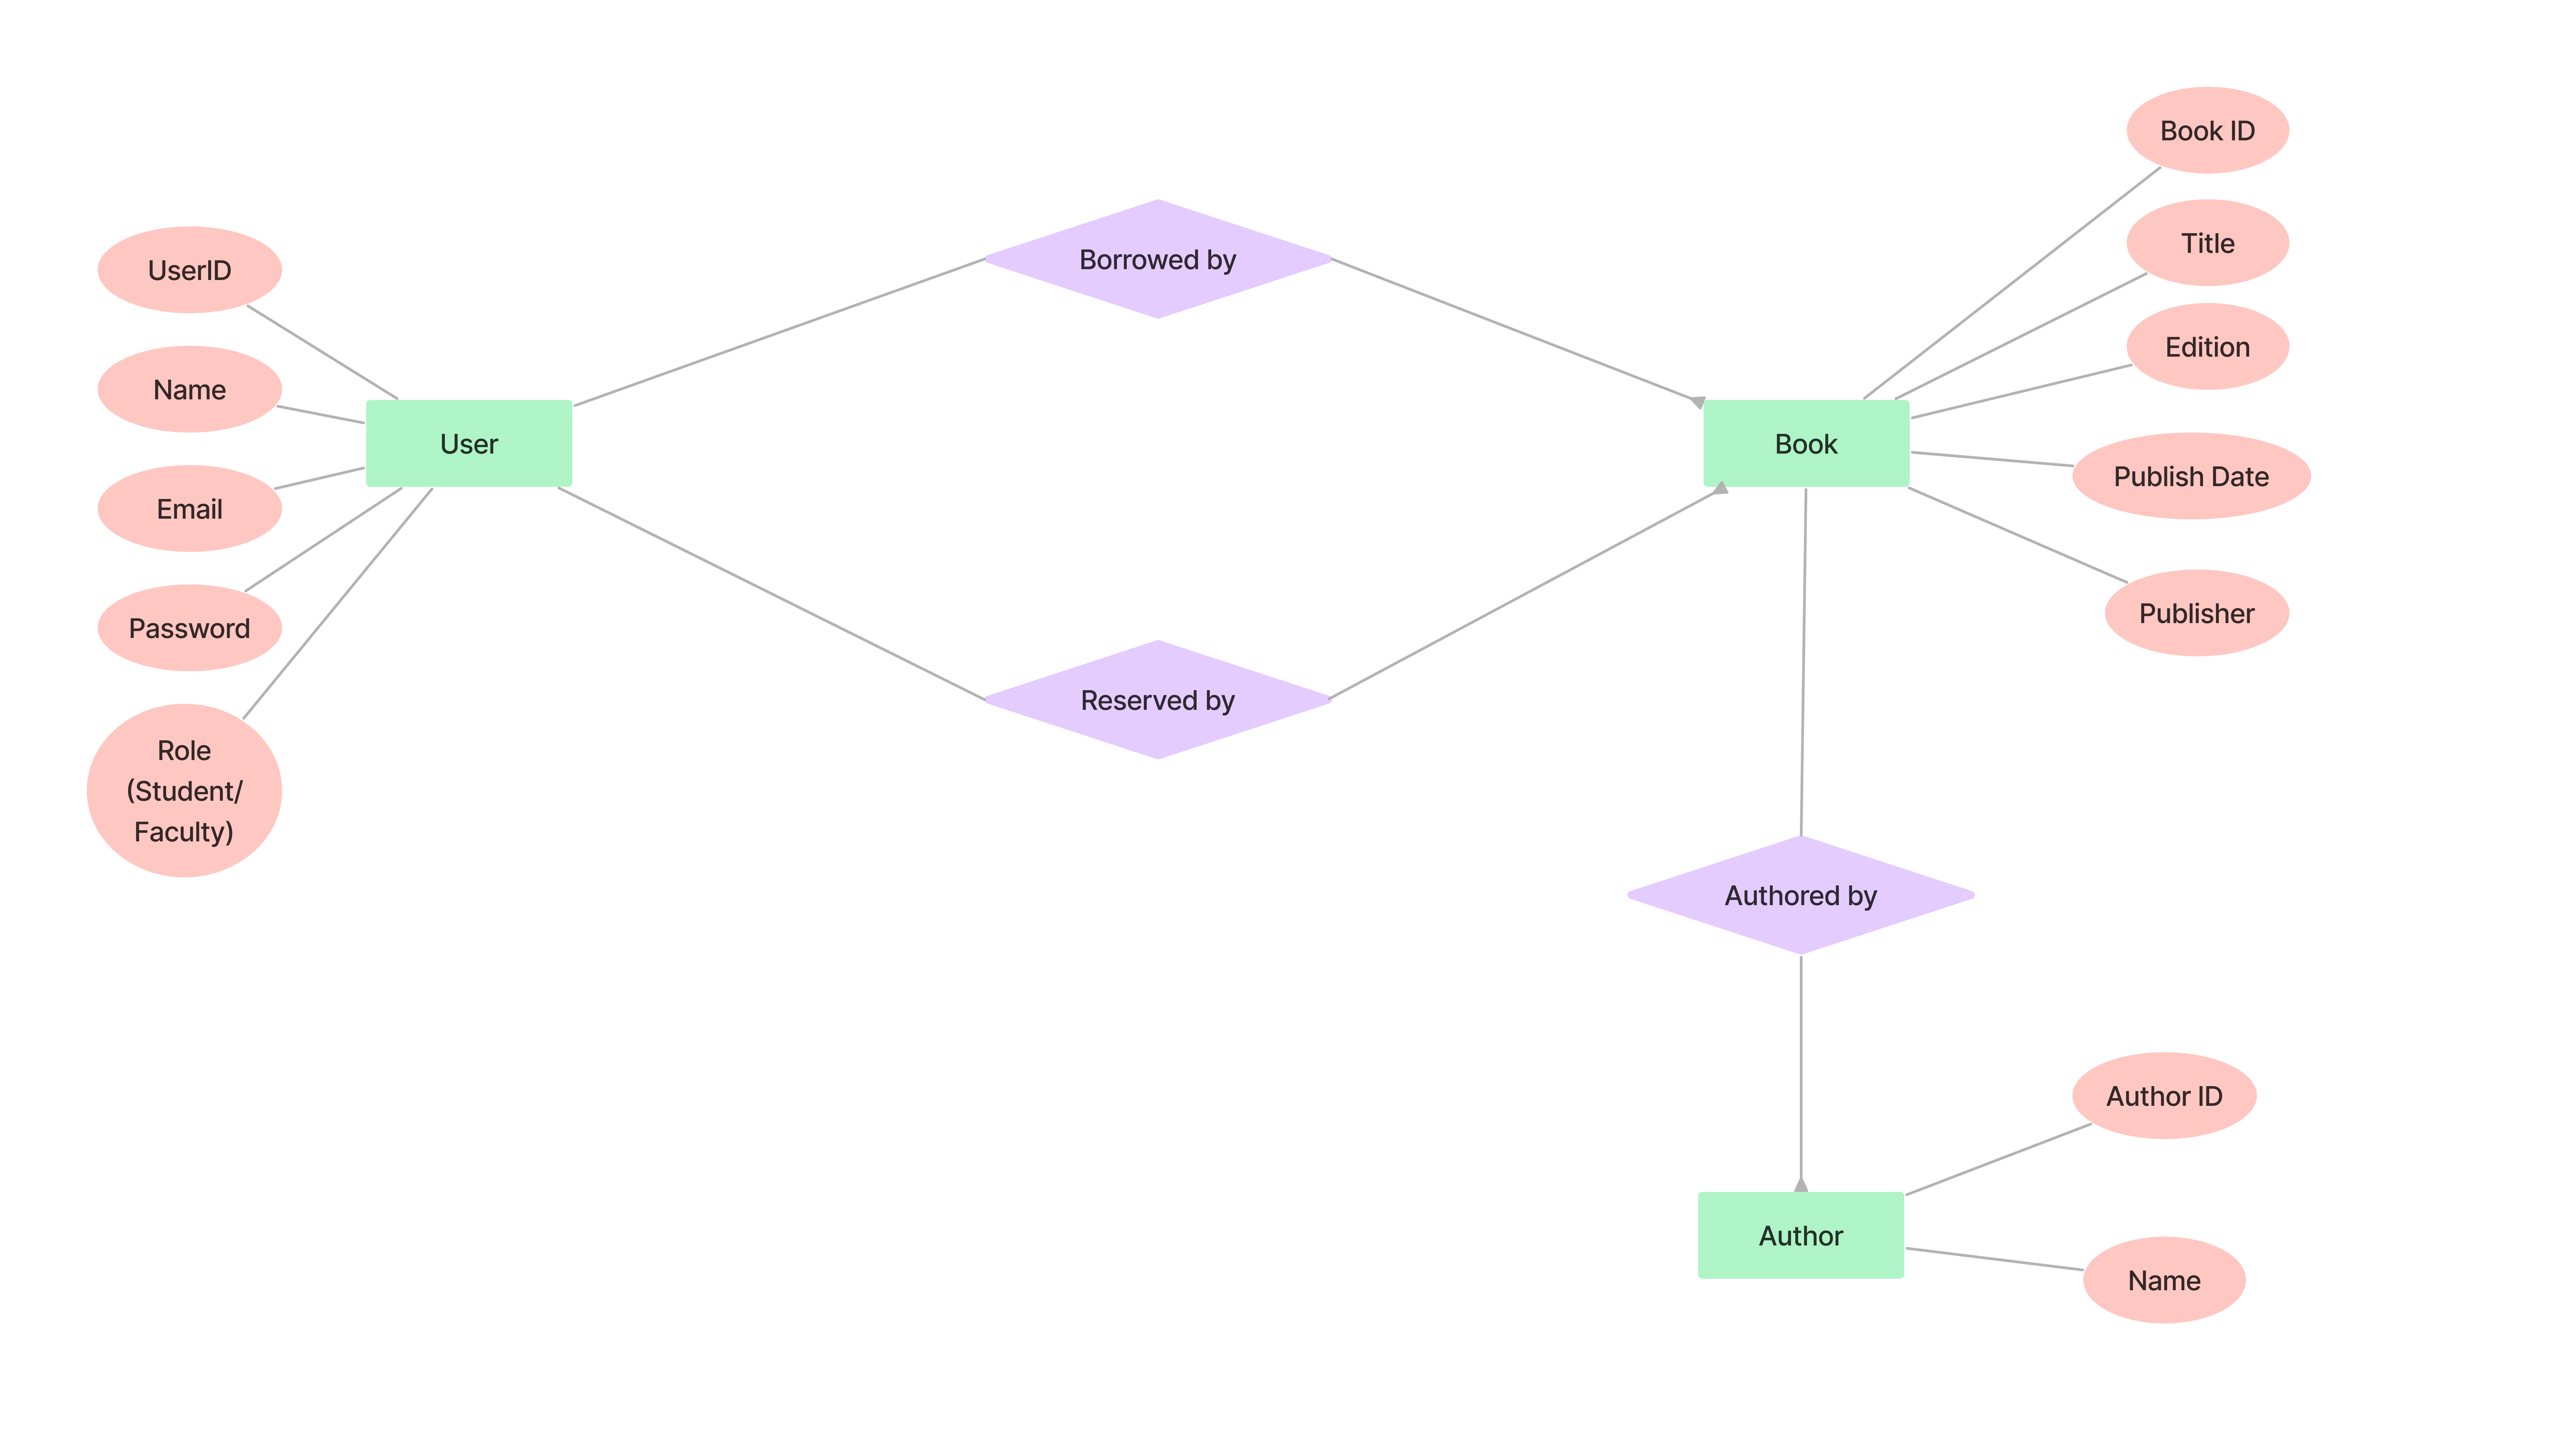 UserID
Name
Email
Password
Role
(Student/
Faculty)
User
Borrowed by
Reserved by
Book
Book ID
Title
Edition
Publish Date
Publisher
Authored by
Author
Author ID
Name